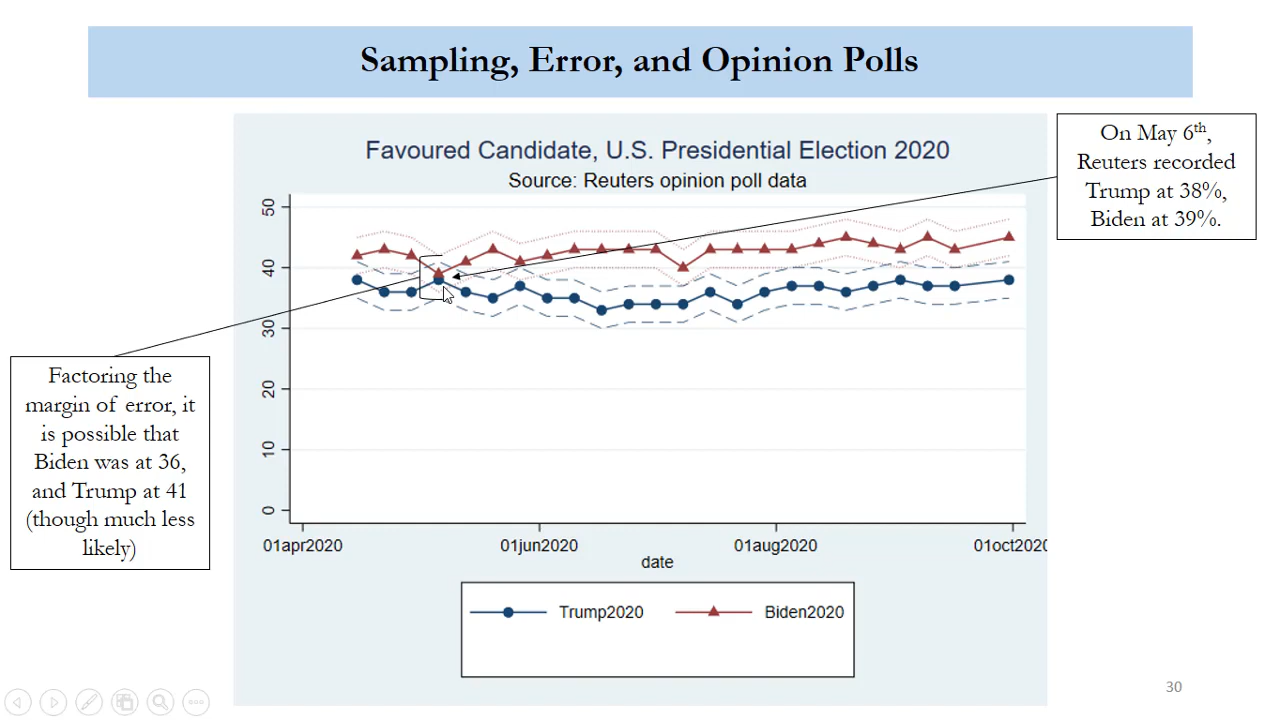 Sampling, Error, and Opinion Polls
Favoured Candidate, U.S. Presidential Election 2020
Source: Reuters opinion poll data
On May 6th,
Reuters recorded
Trump at 38%,
Biden at 39%.
50
40
30
20
10
0
Factoring the
margin of error, it
is possible that
Biden was at 36,
and Trump at 41
(though much less
likely)
01apr2020 01jun2020 01aug2020 01oct2020
date
Trump2020 Biden2020
30